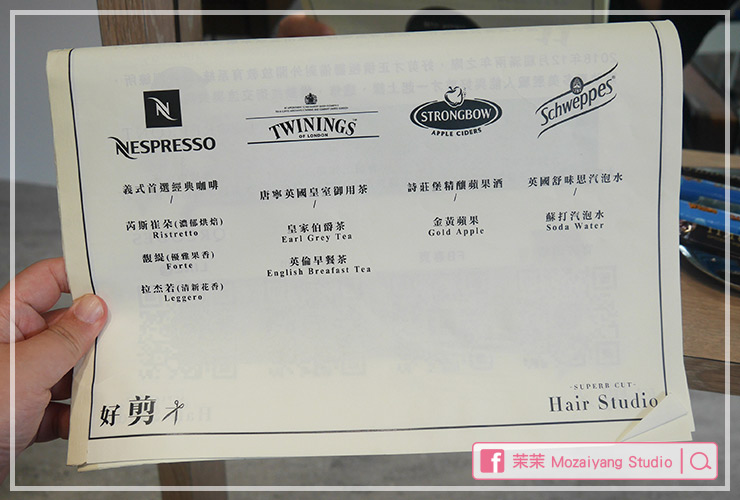 N
NESPRESSO
義式首選經典咖啡
/
芮斯崔朵(濃郁烘焙)
Ristretto
馥緹(優雅果香)
Forte
拉杰若(清新花香)
Leggero
TWININGS
OF LONDON
唐寧英國皇室御用茶
/
皇家伯爵茶
Earl Grey Tea
英倫早餐茶
English Breafast Tea
STRONGBOW
APPLE CIDERS
詩莊堡精釀蘋果酒
/
金黃蘋果
Gold Apple
Schweppes
英國舒味思汽泡水
/
蘇打汽泡水
Soda Water
好剪
-SUPERB CUT-
Hair Studio
f 茉茉 Mozaiyang Studio